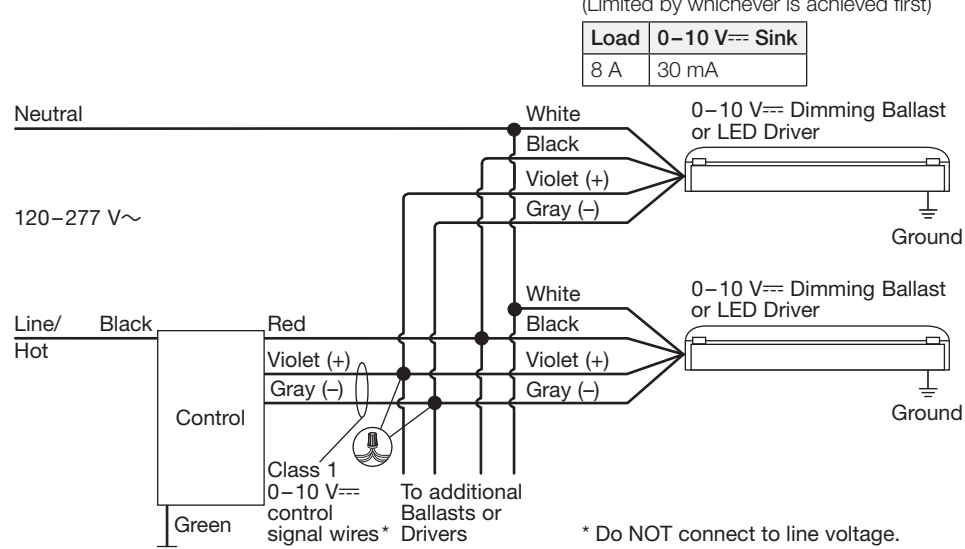 (Limited by whichever is achieved first)
Load 0–10 V⎓ Sink
8 A 30 mA
Neutral
White
0–10 V⎓ Dimming Ballast
or LED Driver
Black
Violet (+)
Gray (–)
120–277 V~
Ground
White
0–10 V⎓ Dimming Ballast
or LED Driver
Line/
Hot
Black
Red
Black
Violet (+)
Violet (+)
Gray (–)
Gray (–)
Control
Ground
Class 1
0–10 V⎓
control
signal wires*
To additional
Ballasts or
Drivers
Green
* Do NOT connect to line voltage.